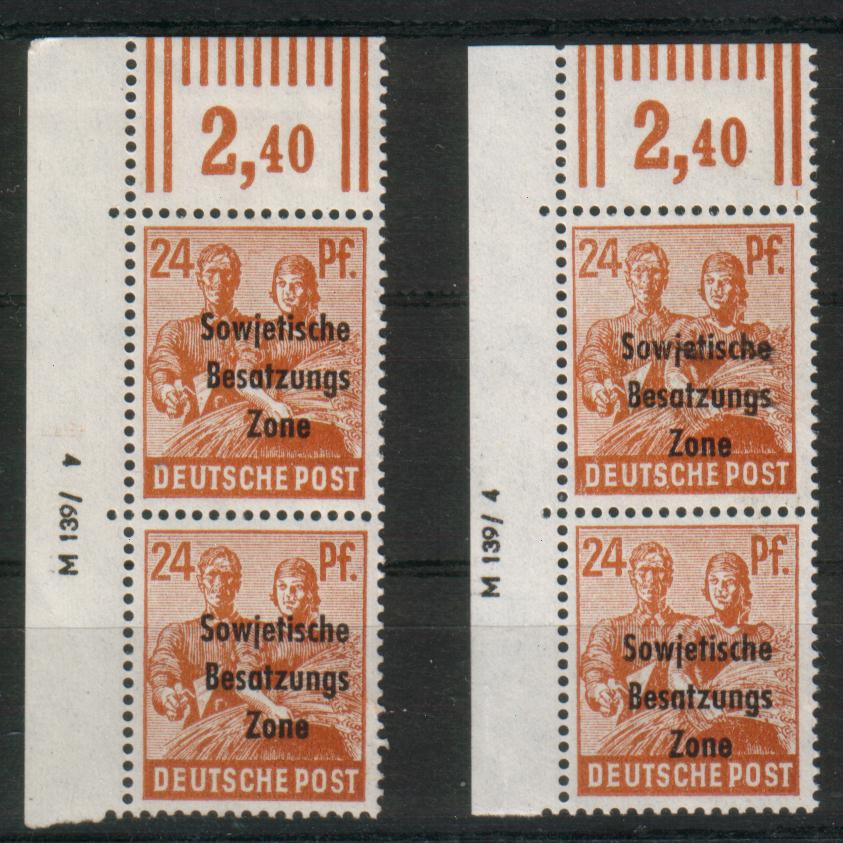 2,40
24 Pf.
Sowjetische
Besatzungs
Zone
DEUTSCHE POST
M 139/ 4
24 Pf.
Sowjetische
Besatzungs
Zone
DEUTSCHE POST
2,40
24 Pf.
Sowjetische
Besatzungs
Zone
DEUTSCHE POST
M 139/ 4
24 Pf.
Sowjetische
Besatzungs
Zone
DEUTSCHE POST